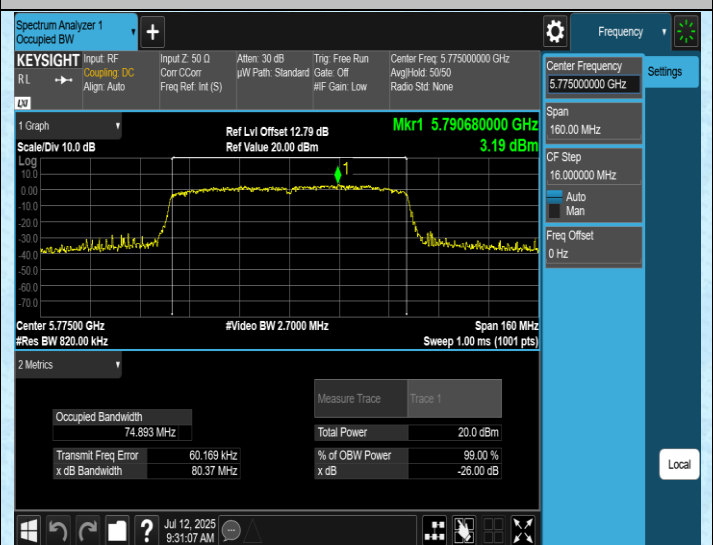 Spectrum Analyzer 1
Occupied BW
+
Frequency
KEYSIGHT
RL
LXI
Input: RF
Coupling: DC
Align: Auto
Input Z: 50 Ω
Corr CCorr
Freq Ref: Int (S)
Atten: 30 dB
µW Path: Standard
Trig: Free Run
Gate: Off
#IF Gain: Low
Center Freq: 5.775000000 GHz
Avg|Hold: 50/50
Radio Std: None
Center Frequency
5.775000000 GHz
Settings
Span
160.00 MHz
CF Step
16.000000 MHz
Auto
Man
Freq Offset
0 Hz
1 Graph
Scale/Div 10.0 dB
Ref Lvl Offset 12.79 dB
Ref Value 20.00 dBm
Mkr1 5.790680000 GHz
3.19 dBm
Log
1
10.0
0.00
-10.0
-20.0
-30.0
-40.0
-50.0
-60.0
-70.0
Center 5.77500 GHz
#Res BW 820.00 kHz
#Video BW 2.7000 MHz
Span 160 MHz
Sweep 1.00 ms (1001 pts)
2 Metrics
Measure Trace
Trace 1
Occupied Bandwidth
74.893 MHz
Total Power
20.0 dBm
Transmit Freq Error
60.169 kHz
% of OBW Power
99.00 %
x dB Bandwidth
80.37 MHz
x dB
-26.00 dB
Local
?
Jul 12, 2025
9:31:07 AM